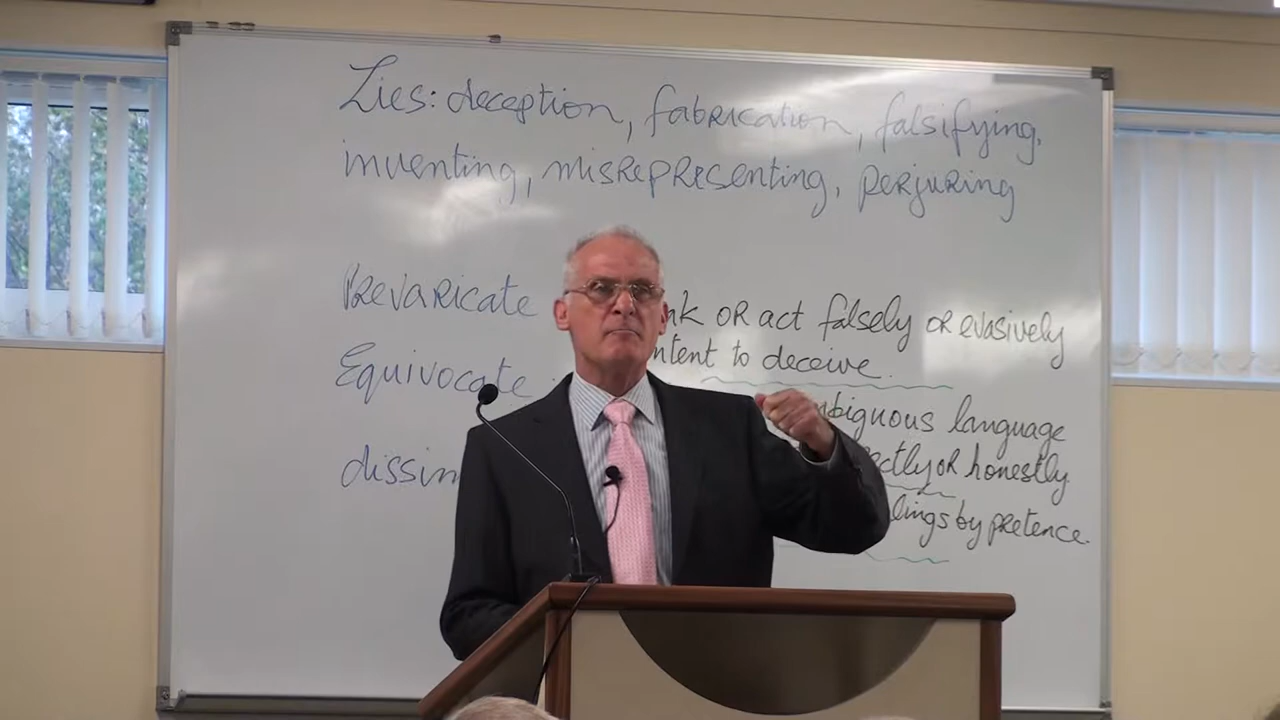 Lies: deception, fabrication, falsifying,
inventing, misrepresenting, perjuring
Prevaricate
ak or act falsely or evasively
Equivocate
ntent to deceive.
mbiguous language
dissim
ectly or honestly
lings by pretence.